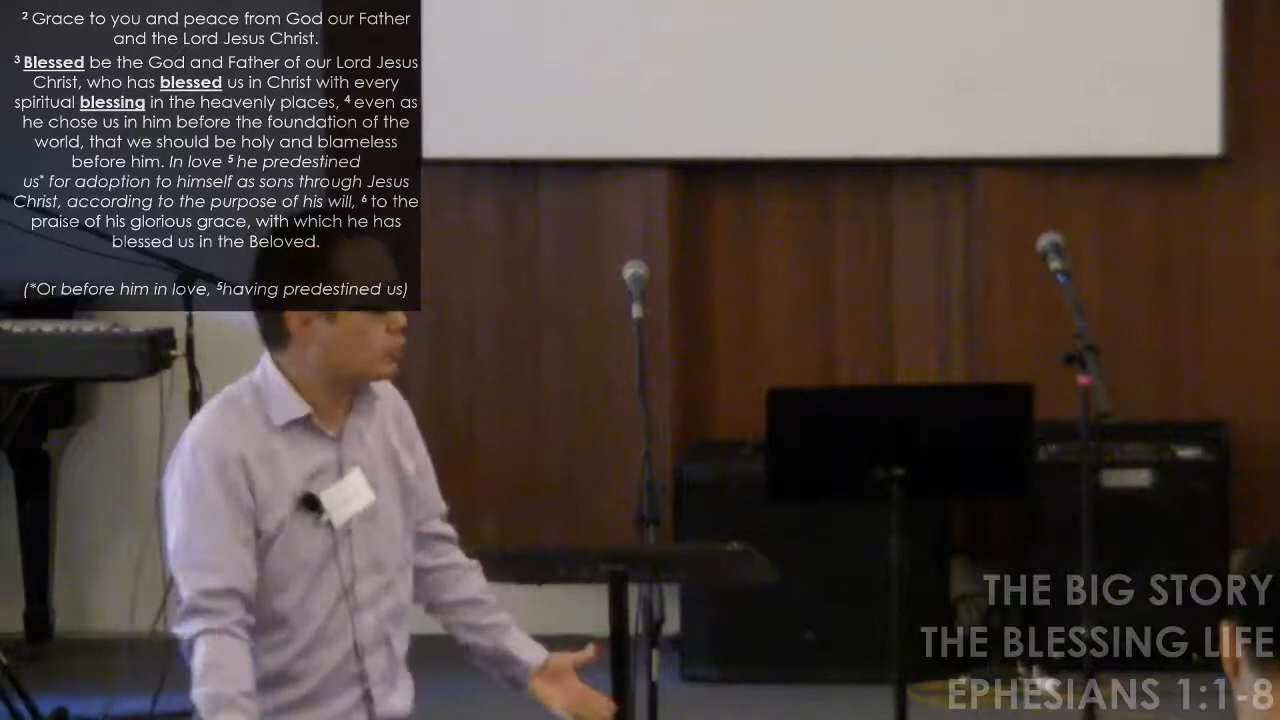 ² Grace to you and peace from God our Father
and the Lord Jesus Christ.
³ Blessed be the God and Father of our Lord Jesus
Christ, who has blessed us in Christ with every
spiritual blessing in the heavenly places, ⁴ even as
he chose us in him before the foundation of the
world, that we should be holy and blameless
before him. In love ⁵ he predestined
us* for adoption to himself as sons through Jesus
Christ, according to the purpose of his will, ⁶ to the
praise of his glorious grace, with which he has
blessed us in the Beloved.
(*Or before him in love, ⁵having predestined us)
THE BIG STORY
THE BLESSING LIFE
EPHESIANS 1:1-8